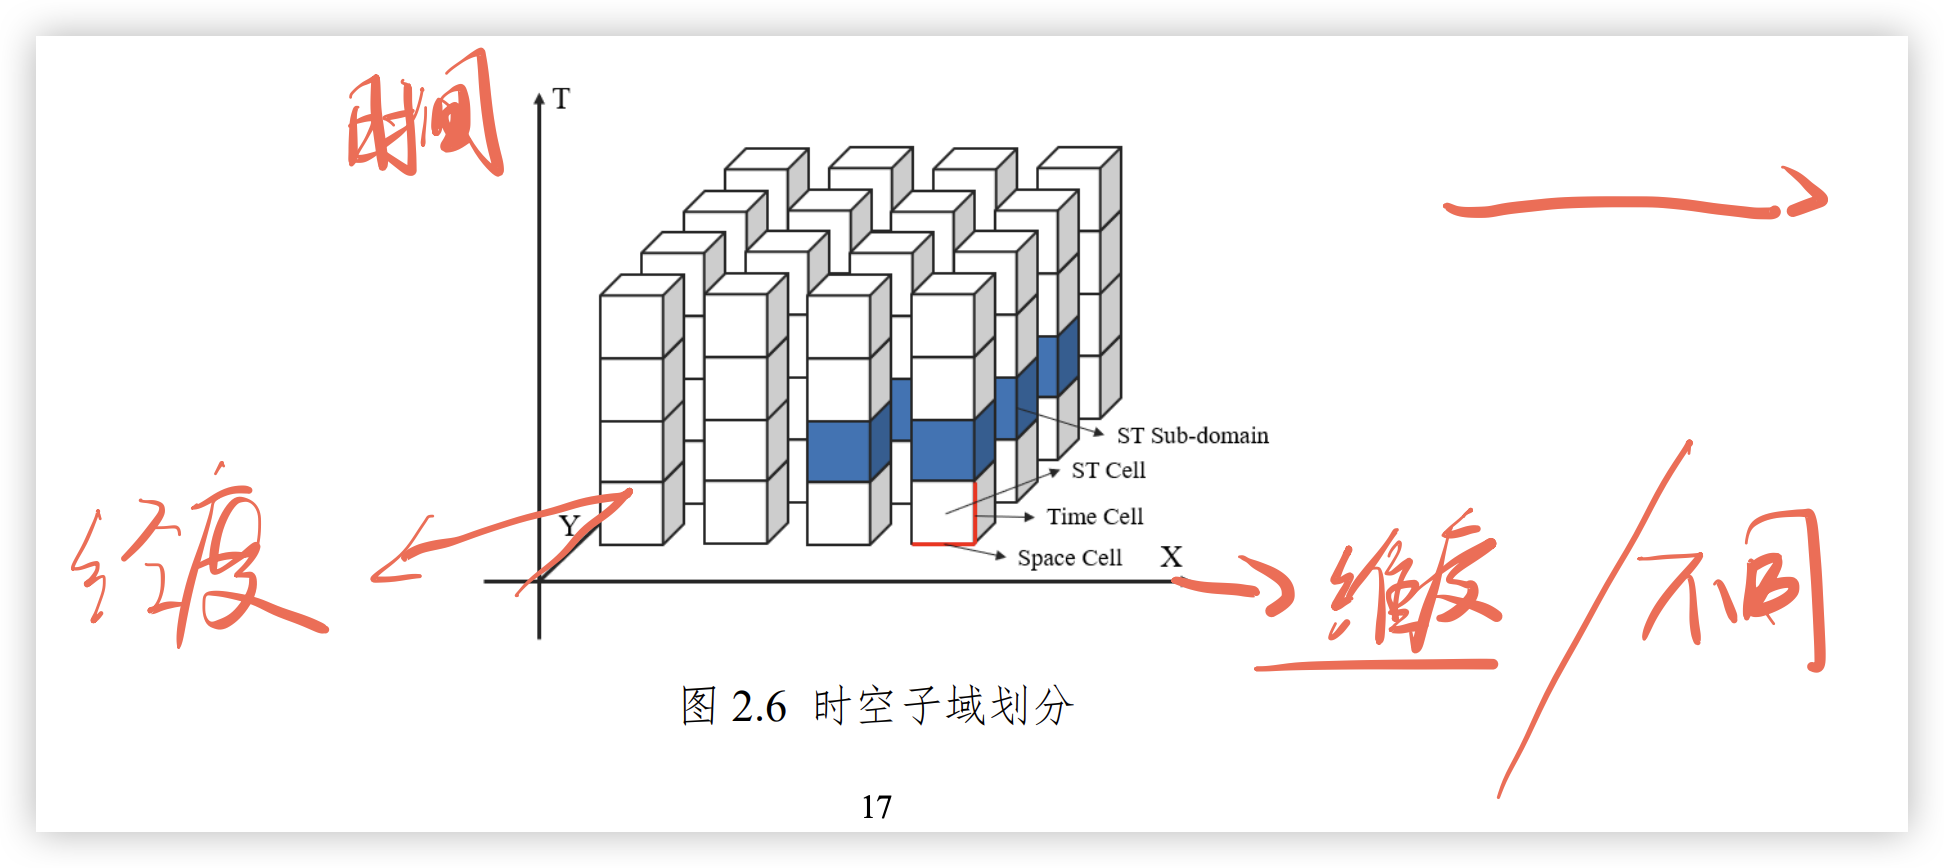 时间
T
ST Sub-domain
ST Cell
经度
Y
Time Cell
Space Cell
X
维度
不同
图 2.6 时空子域划分
17